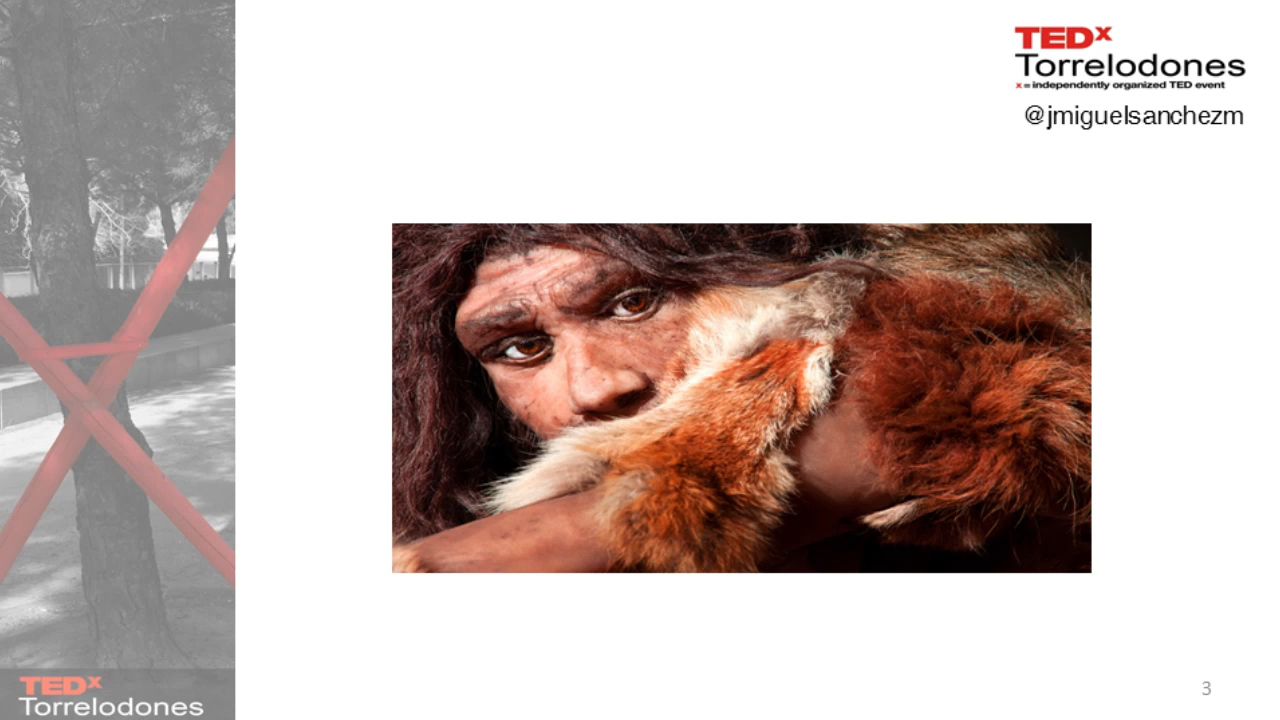 TEDx
Torrelodones
x = independently organized TED event
@jmiguelsanchezm
TEDx
Torrelodones
3